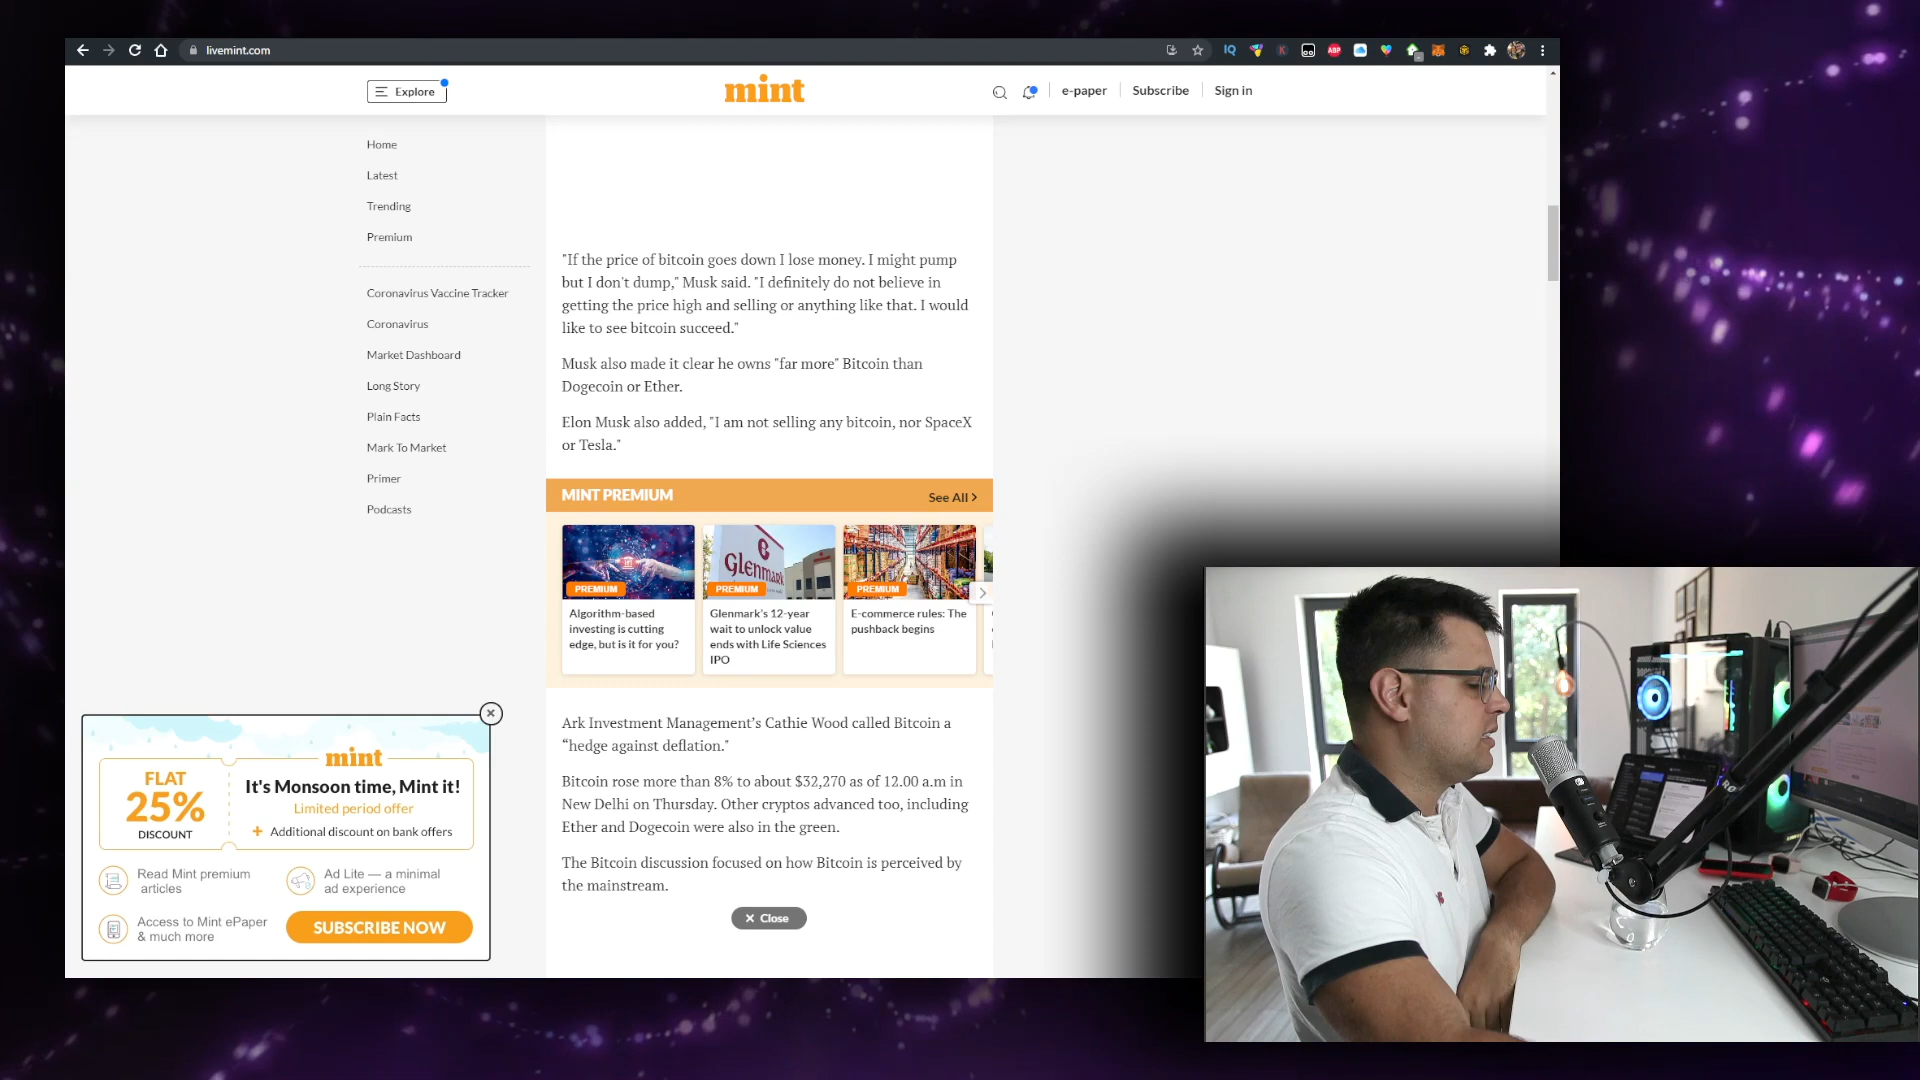 livemint.com
IQ
K
ABP
Explore
mint
e-paper
Subscribe
Sign in
Home
Latest
Trending
Premium
Coronavirus Vaccine Tracker
Coronavirus
Market Dashboard
Long Story
Plain Facts
Mark To Market
Primer
Podcasts
"If the price of bitcoin goes down I lose money. I might pump
but I don't dump," Musk said. "I definitely do not believe in
getting the price high and selling or anything like that. I would
like to see bitcoin succeed."
Musk also made it clear he owns "far more" Bitcoin than
Dogecoin or Ether.
Elon Musk also added, "I am not selling any bitcoin, nor SpaceX
or Tesla."
MINT PREMIUM
See All
Glenmark
PREMIUM
PREMIUM
PREMIUM
Algorithm-based
investing is cutting
edge, but is it for you?
Glenmark's 12-year
wait to unlock value
ends with Life Sciences
IPO
E-commerce rules: The
pushback begins
Ark Investment Management's Cathie Wood called Bitcoin a
“hedge against deflation."
Bitcoin rose more than 8% to about $32,270 as of 12.00 a.m in
New Delhi on Thursday. Other cryptos advanced too, including
Ether and Dogecoin were also in the green.
The Bitcoin discussion focused on how Bitcoin is perceived by
the mainstream.
Close
mint
FLAT
25%
DISCOUNT
It's Monsoon time, Mint it!
Limited period offer
+ Additional discount on bank offers
Read Mint premium
articles
Ad Lite — a minimal
ad experience
Access to Mint ePaper
& much more
SUBSCRIBE NOW